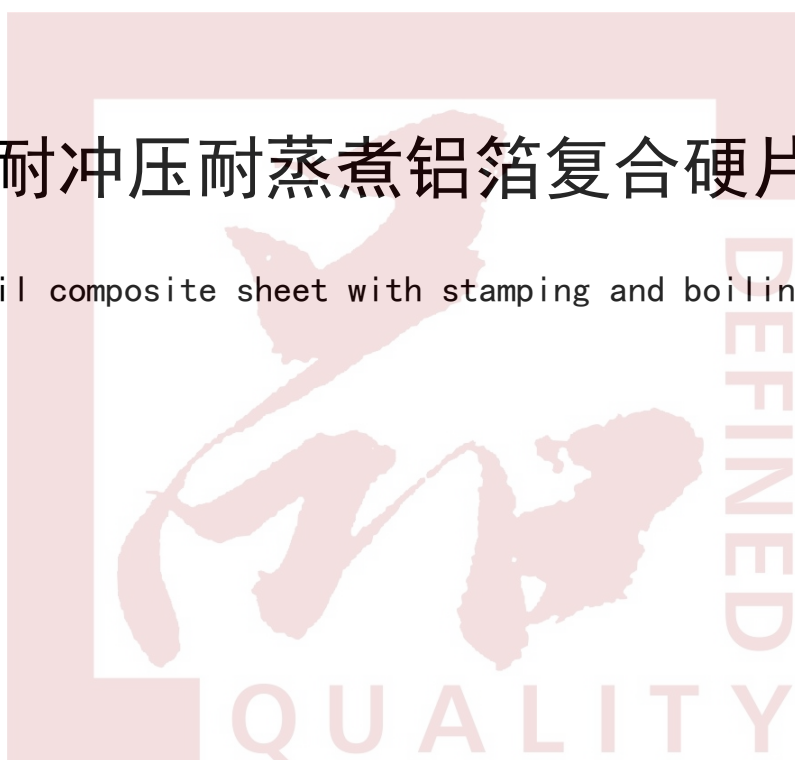 耐冲压耐蒸煮铝箔复合硬片
il composite sheet with stamping and boilin
DEFINED
QUALITY